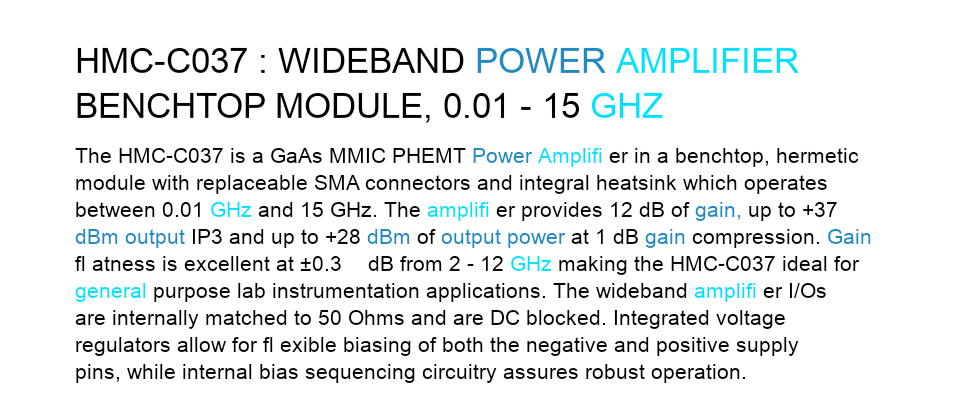 HMC-C037 : WIDEBAND POWER AMPLIFIER
BENCHTOP MODULE, 0.01 - 15 GHZ
The HMC-C037 is a GaAs MMIC PHEMT Power Amplifi er in a benchtop, hermetic
module with replaceable SMA connectors and integral heatsink which operates
between 0.01 GHz and 15 GHz. The amplifi er provides 12 dB of gain, up to +37
dBm output IP3 and up to +28 dBm of output power at 1 dB gain compression. Gain
fl atness is excellent at ±0.3 dB from 2 - 12 GHz making the HMC-C037 ideal for
general purpose lab instrumentation applications. The wideband amplifi er I/Os
are internally matched to 50 Ohms and are DC blocked. Integrated voltage
regulators allow for fl exible biasing of both the negative and positive supply
pins, while internal bias sequencing circuitry assures robust operation.